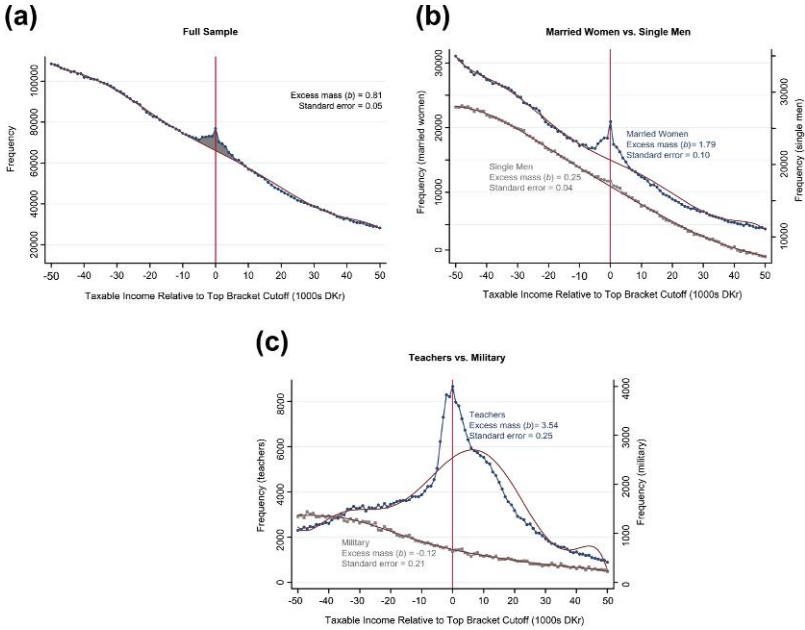 (a)
Full Sample
Excess mass (b) = 0.81
Standard error = 0.05
Frequency
20000 40000 60000 80000 100000
-50 -40 -30 -20 -10 0 10 20 30 40 50
Taxable Income Relative to Top Bracket Cutoff (1000s DKr)
(b)
Married Women vs. Single Men
Married Women
Excess mass (b) = 1.79
Standard error = 0.10
Single Men
Excess mass (b) = 0.25
Standard error = 0.04
Frequency (married women)
0 10000 20000 30000
Frequency (single men)
10000 20000 30000
-50 -40 -30 -20 -10 0 10 20 30 40 50
Taxable Income Relative to Top Bracket Cutoff (1000s DKr)
(c)
Teachers vs. Military
Teachers
Excess mass (b)= 3.54
Standard error = 0.25
Military
Excess mass (b) = -0.12
Standard error = 0.21
Frequency (teachers)
0 2000 4000 6000 8000
Frequency (military)
0 1000 2000 3000 4000
-50 -40 -30 -20 -10 0 10 20 30 40 50
Taxable Income Relative to Top Bracket Cutoff (1000s DKr)